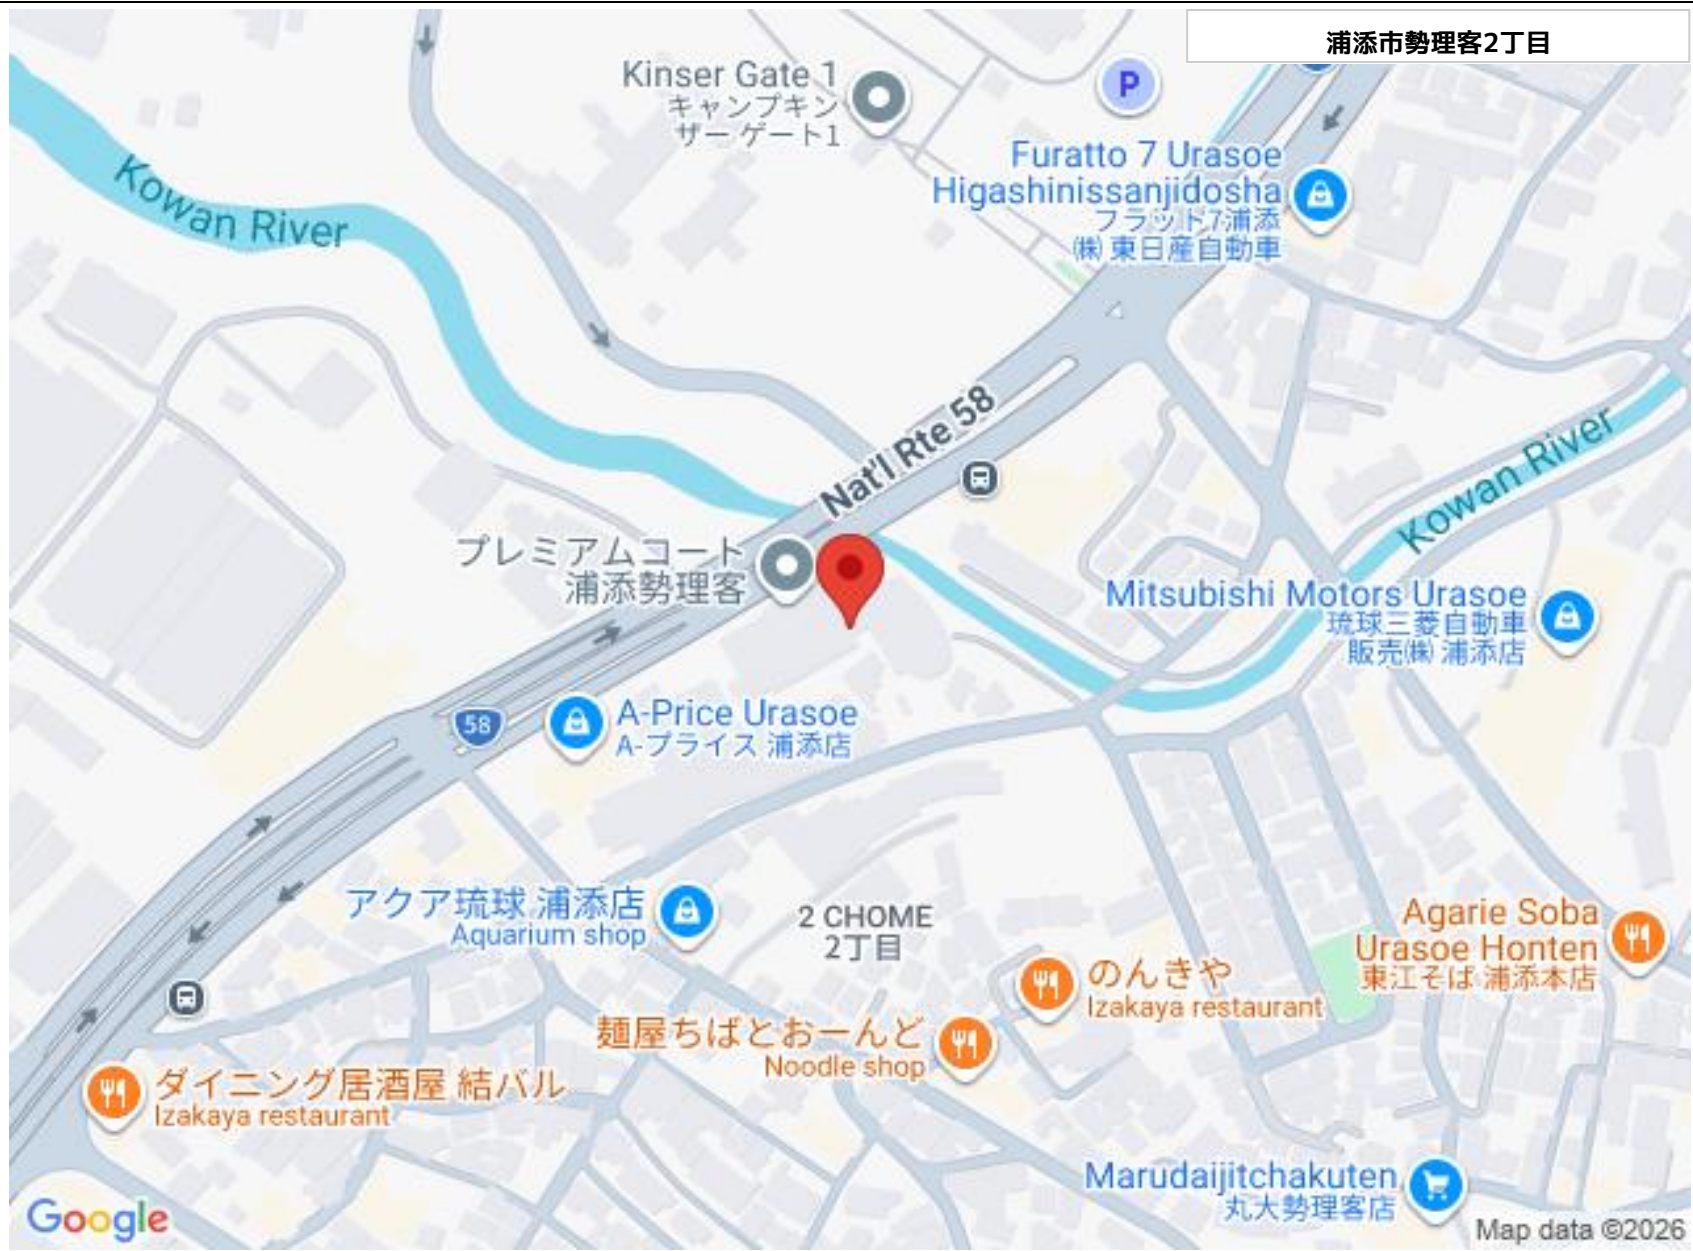 浦添市勢理客2丁目
Kinser Gate 1
キャンプキン
ザー ゲート1
P
Furatto 7 Urasoe
Higashinissanjidosha
フラット7浦添
㈱ 東日産自動車
Kowan River
Nat'l Rte 58
Kowan River
プレミアムコート
浦添勢理客
Mitsubishi Motors Urasoe
琉球三菱自動車
販売㈱ 浦添店
58
A-Price Urasoe
A-プライス 浦添店
アクア琉球 浦添店
Aquarium shop
2 CHOME
2丁目
Agarie Soba
Urasoe Honten
東江そば 浦添本店
のんきや
Izakaya restaurant
麺屋ちばとおーんど
Noodle shop
ダイニング居酒屋 結バル
Izakaya restaurant
Marudaijitchakuten
丸大勢理客店
Google
Map data ©2026